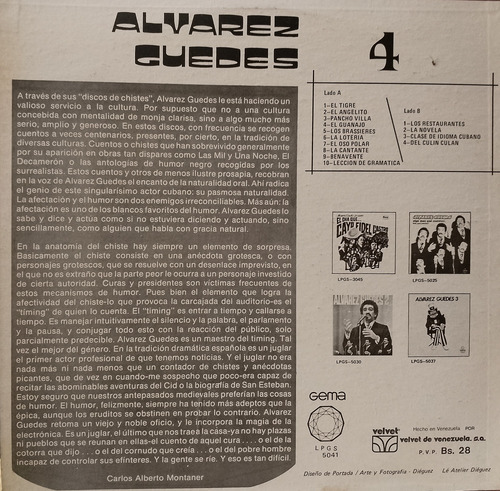 ALVAREZ
GUEDES
4
A través de sus "discos de chistes", Alvarez Guedes le está haciendo un
valioso servicio a la cultura. Por supuesto que no a una cultura
concebida con mentalidad de monja clarisa, sino a algo mucho más
serio, amplio y generoso. En estos discos, con frecuencia se recogen
cuentos a veces centenarios, presentes, por cierto, en la tradición de
diversas culturas. Cuentos o chistes que han sobrevivido generalmente
por su aparición en obras tan dispares como Las Mil y Una Noche, El
Decamerón o las antologías de humor negro recogidas por los
surrealistas. Estos cuentos y otros de menos ilustre prosapia, recobran
en la voz de Alvarez Guedes el encanto de la naturalidad oral. Ahí radica
el genio de este singularísimo actor cubano: su pasmosa naturalidad.
La afectación y el humor son dos enemigos irreconciliables. Más aún: la
afectación es uno de los blancos favoritos del humor. Alvarez Guedes lo
sabe y dice y actua como si no estuviera diciendo y actuando, sino
sencillamente, como alguien que habla con gracia natural.
En la anatomía del chiste hay siempre un elemento de sorpresa.
Basicamente el chiste consiste en una anécdota grotesca, o con
personajes grotescos, que se resuelve con un desenlace imprevisto, en
el que no es extraño que la parte peor le ocurra a un personaje investido
de cierta autoridad. Curas y presidentes son víctimas frecuentes de
estos mecanismos de humor. Pues bien el elemento que logra la
afectividad del chiste-lo que provoca la carcajada del auditorio-es el
"timing" de quien lo cuenta. El "timing" es entrar a tiempo y callarse a
tiempo. Es manejar intuitivamente el silencio y la palabra, el parlamento
y la pausa, y conjugar todo esto con la reacción del público, solo
parcialmente predecible. Alvarez Guedes es un maestro del timing. Tal
vez el mejor del género. En la tradición dramática española es un juglar
el primer actor profesional de que tenemos noticias. Y el juglar no era
nada más ni nada menos que un contador de chistes y anécdotas
picantes, que de vez en cuando-me sospecho que poco-era capaz de
recitar las abominables aventuras del Cid o la biografía de San Esteban.
Estoy seguro que nuestros antepasados medievales preferían las cosas
de humor. El humor, felizmente, siempre ha tenido más adeptos que la
épica, aunque los eruditos se obstinen en probar lo contrario. Alvarez
Guedes retoma un viejo y noble oficio, y le incorpora la magia de la
electrónica. Es un juglar, el último que nos trae a la casa-ya no hay plazas
ni pueblos que se reunan en ellas-el cuento de aquel cura . . . . o el de la
cotorra que dijo . . . o el del cornudo que creía . . . o el del pobre hombre
incapaz de controlar sus efínteres. Y la gente se ríe. Y eso es tan difícil.
Carlos Alberto Montaner
Lado A
1-EL TIGRE
2-EL ANGELITO
3-PANCHO VILLA
4-EL GUANAJO
5-LOS BRASSIERES
6-LA LOTERIA
7-EL OSO POLAR
8-LA CANTANTE
9-BENAVENTE
10-LECCION DE GRAMATICA
Lado B
1-LOS RESTAURANTES
2-LA NOVELA
3-CLASE DE IDIOMA CUBANO
4-DEL CULIN CULAN
EL DIA QUE...
CAYO FIDEL CASTRO
LPGS-3045
ALVAREZ GUEDES
LPGS-5025
ALVAREZ GUEDES 2
LPGS-5030
ALVAREZ GUEDES 3
LPGS-5037
Gema
LPGS
5041
velvet
Hecho en Venezuela POR
velvet de venezuela, s.a.
P.V.P Bs. 28
Diseño de Portada / Arte y Fotografía - Diéguez Lé Atelier Diéguez